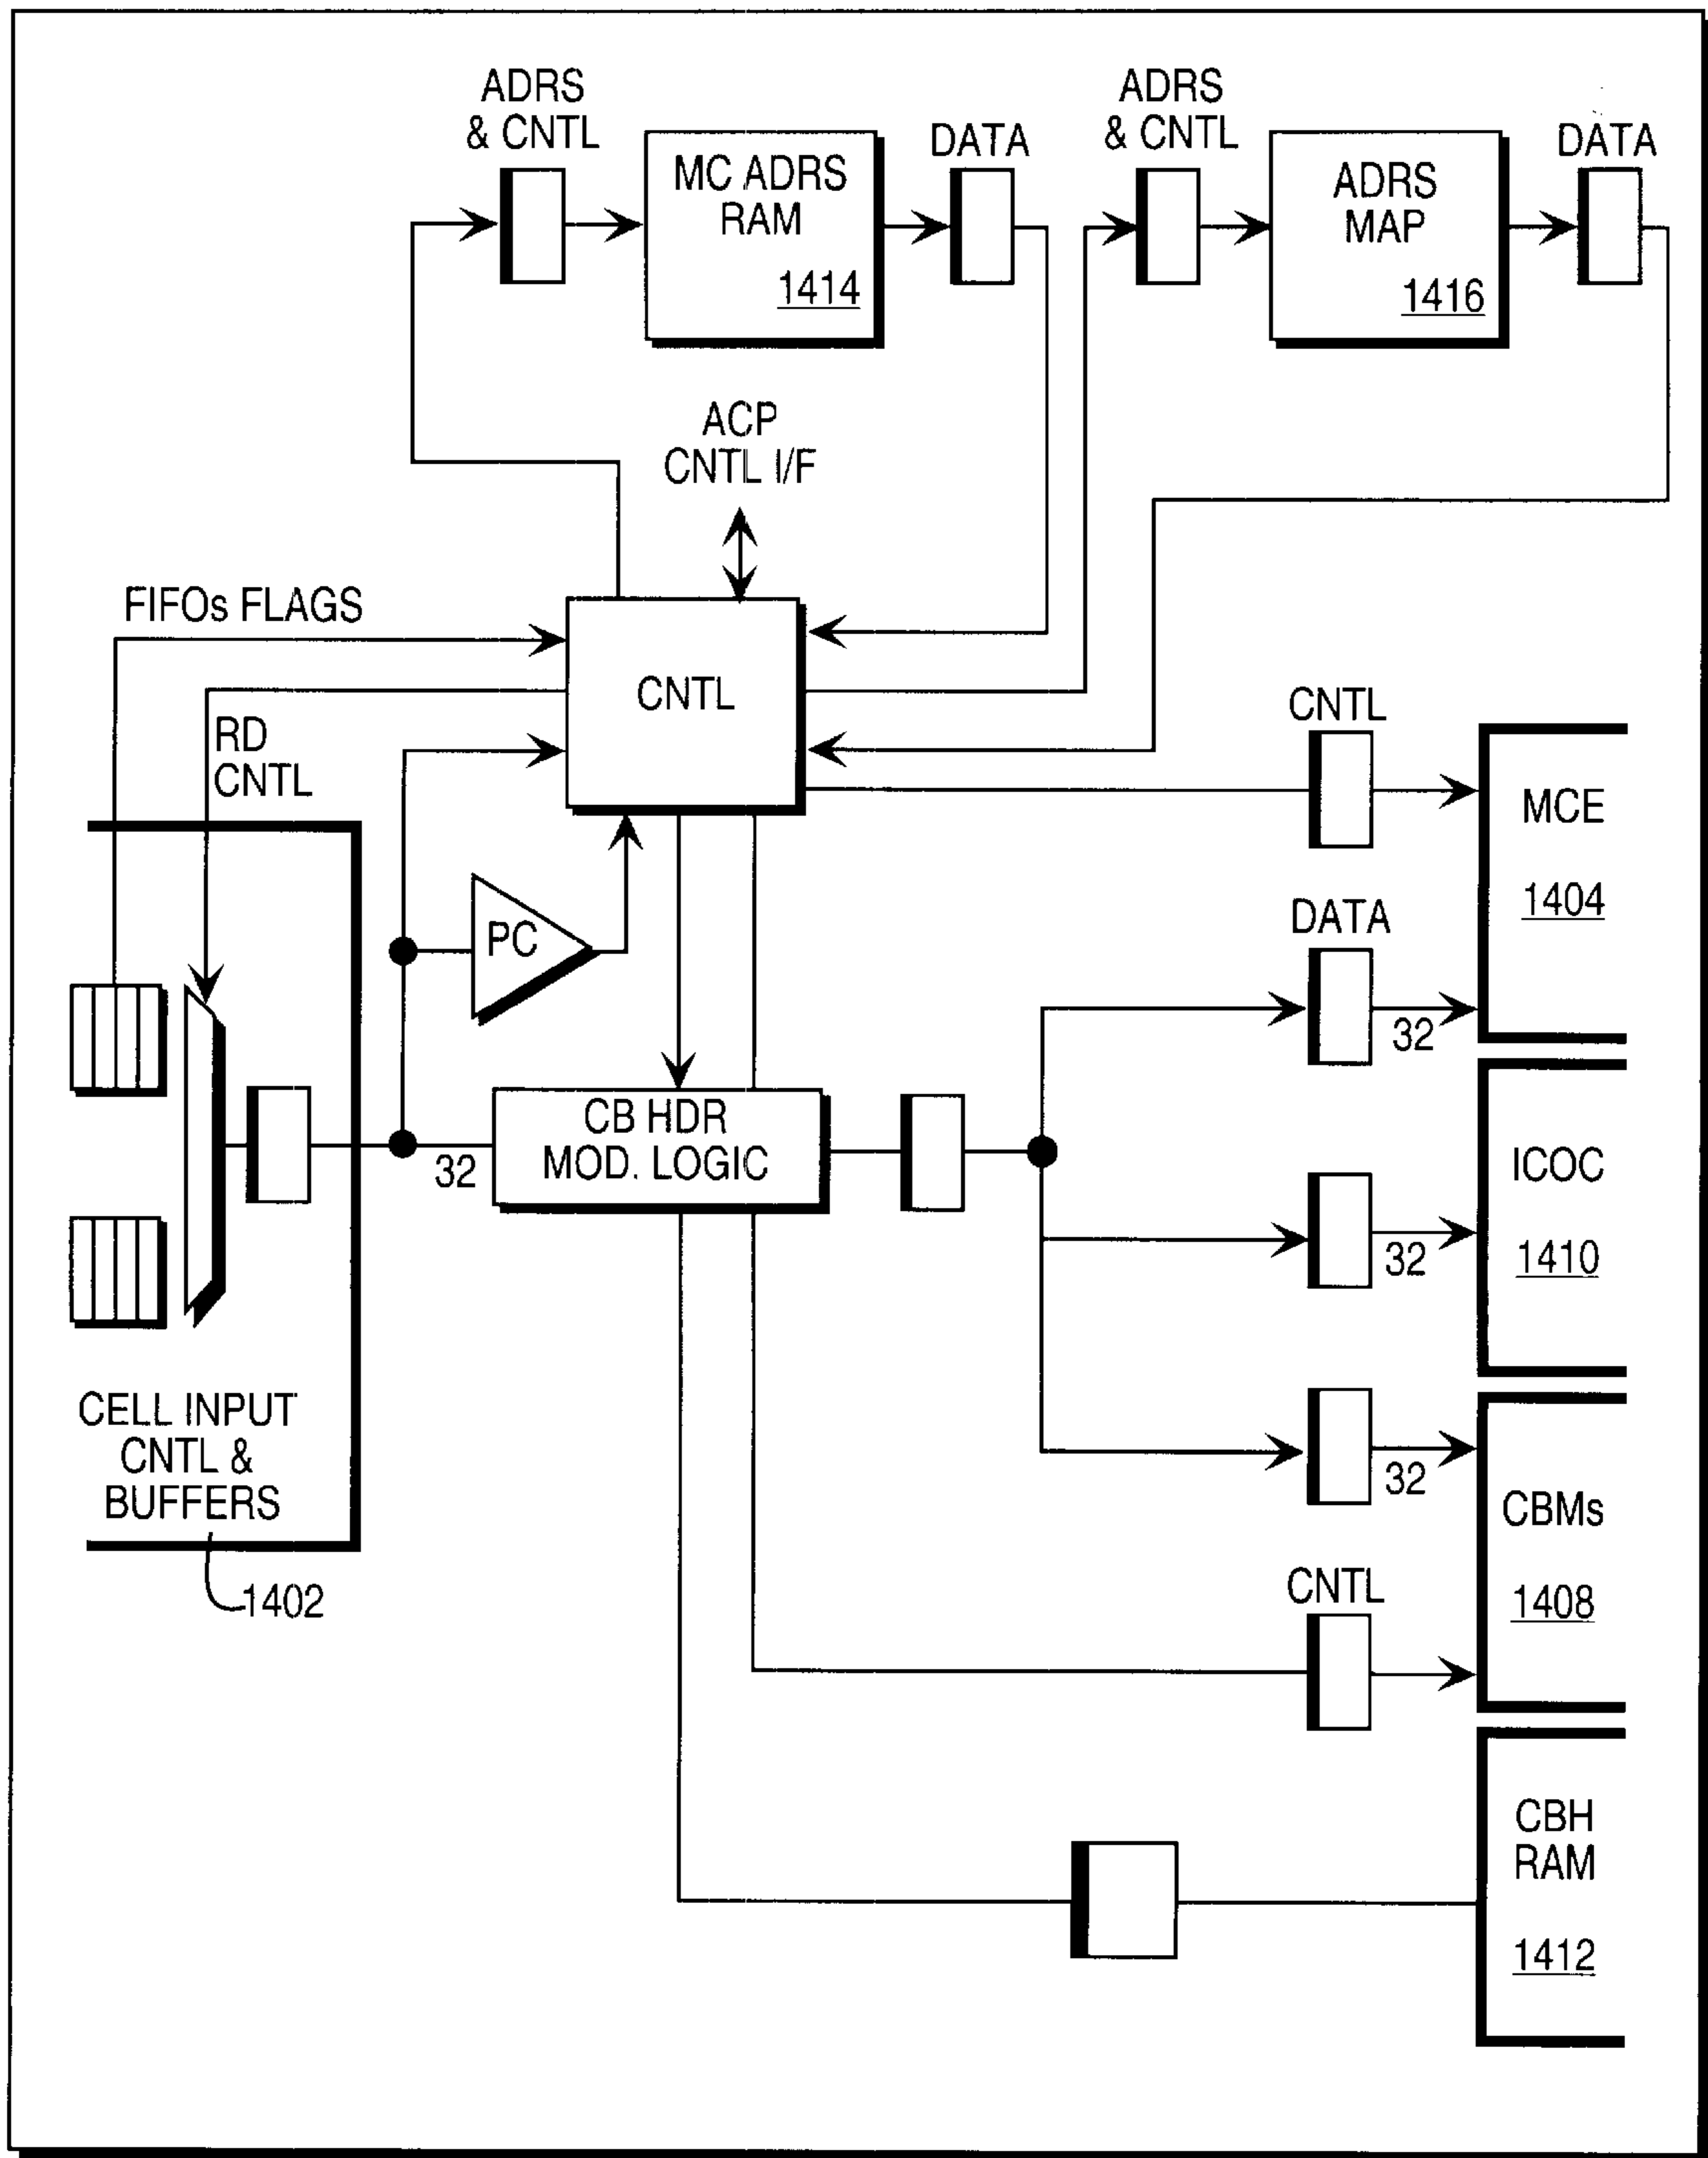 ADRS
& CNTL
MC ADRS
RAM
1414
DATA
ADRS
& CNTL
ADRS
MAP
1416
DATA
ACP
CNTL I/F
FIFOs FLAGS
CNTL
RD
CNTL
CNTL
MCE
1404
PC
DATA
32
CB HDR
MOD. LOGIC
32
ICOC
1410
32
CELL INPUT
CNTL &
BUFFERS
1402
32
CBMs
1408
CNTL
CBH
RAM
1412